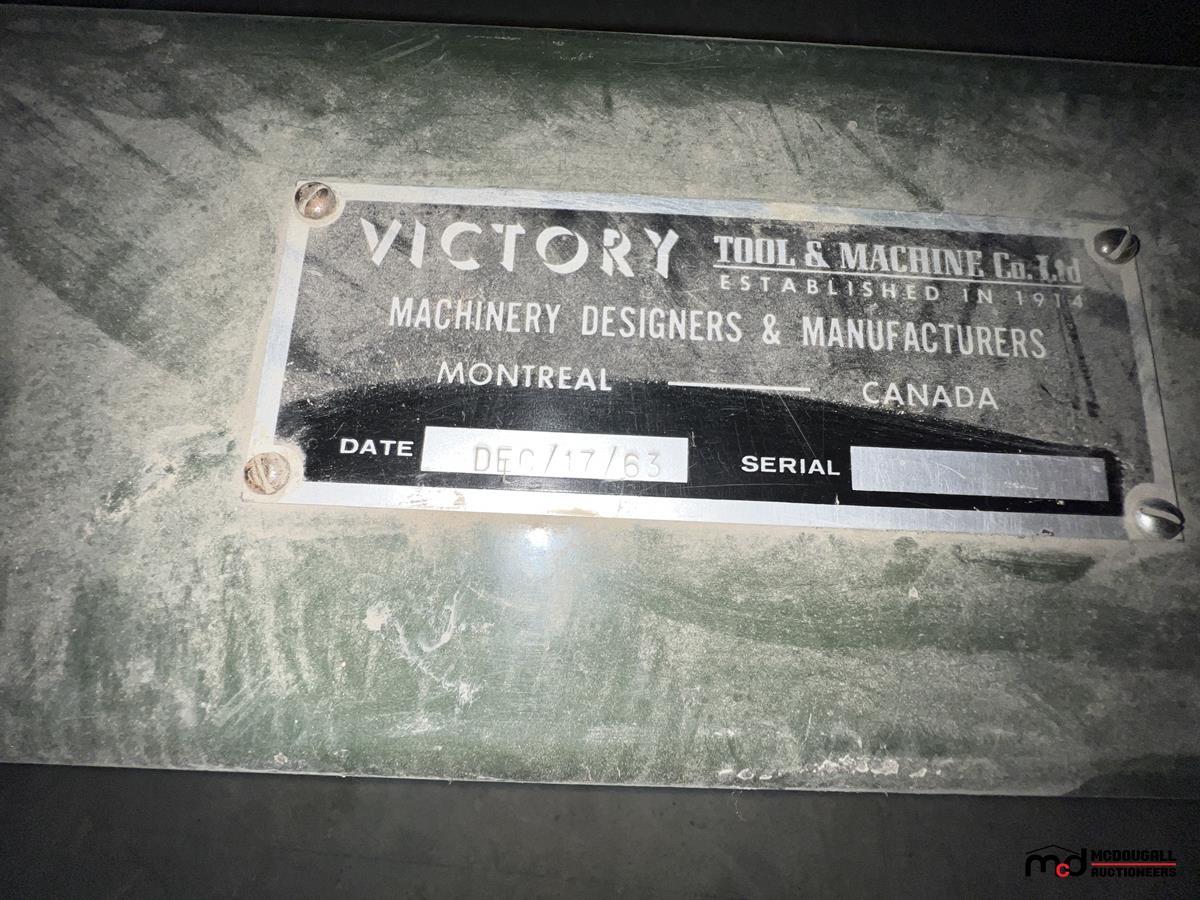 VICTORY TOOL & MACHINE Co. Ltd
ESTABLISHED IN 1914
MACHINERY DESIGNERS & MANUFACTURERS
MONTREAL CANADA
DATE DEC/17/63 SERIAL
mcd MCDOUGALL
AUCTIONEERS